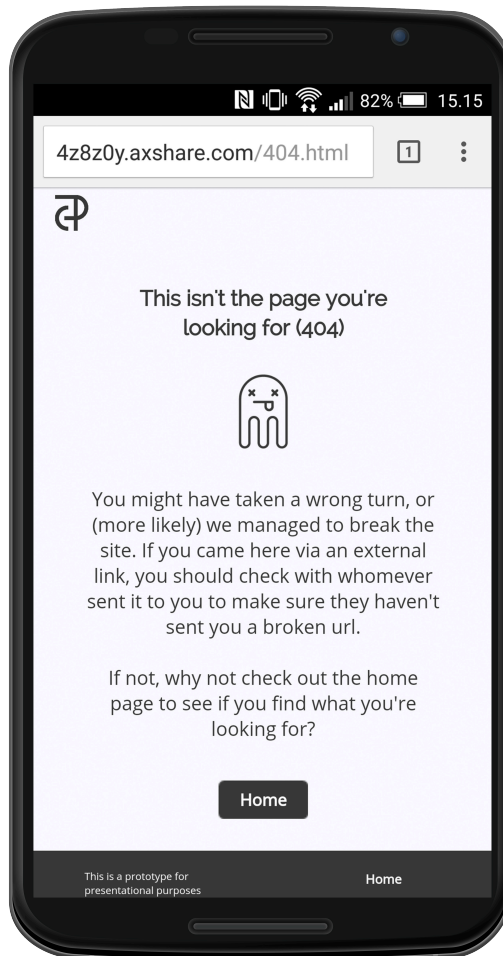 82% 15.15
4z8z0y.axshare.com/404.html 1
This isn't the page you're
looking for (404)
You might have taken a wrong turn, or
(more likely) we managed to break the
site. If you came here via an external
link, you should check with whomever
sent it to you to make sure they haven't
sent you a broken url.
If not, why not check out the home
page to see if you find what you're
looking for?
Home
This is a prototype for
presentational purposes
Home